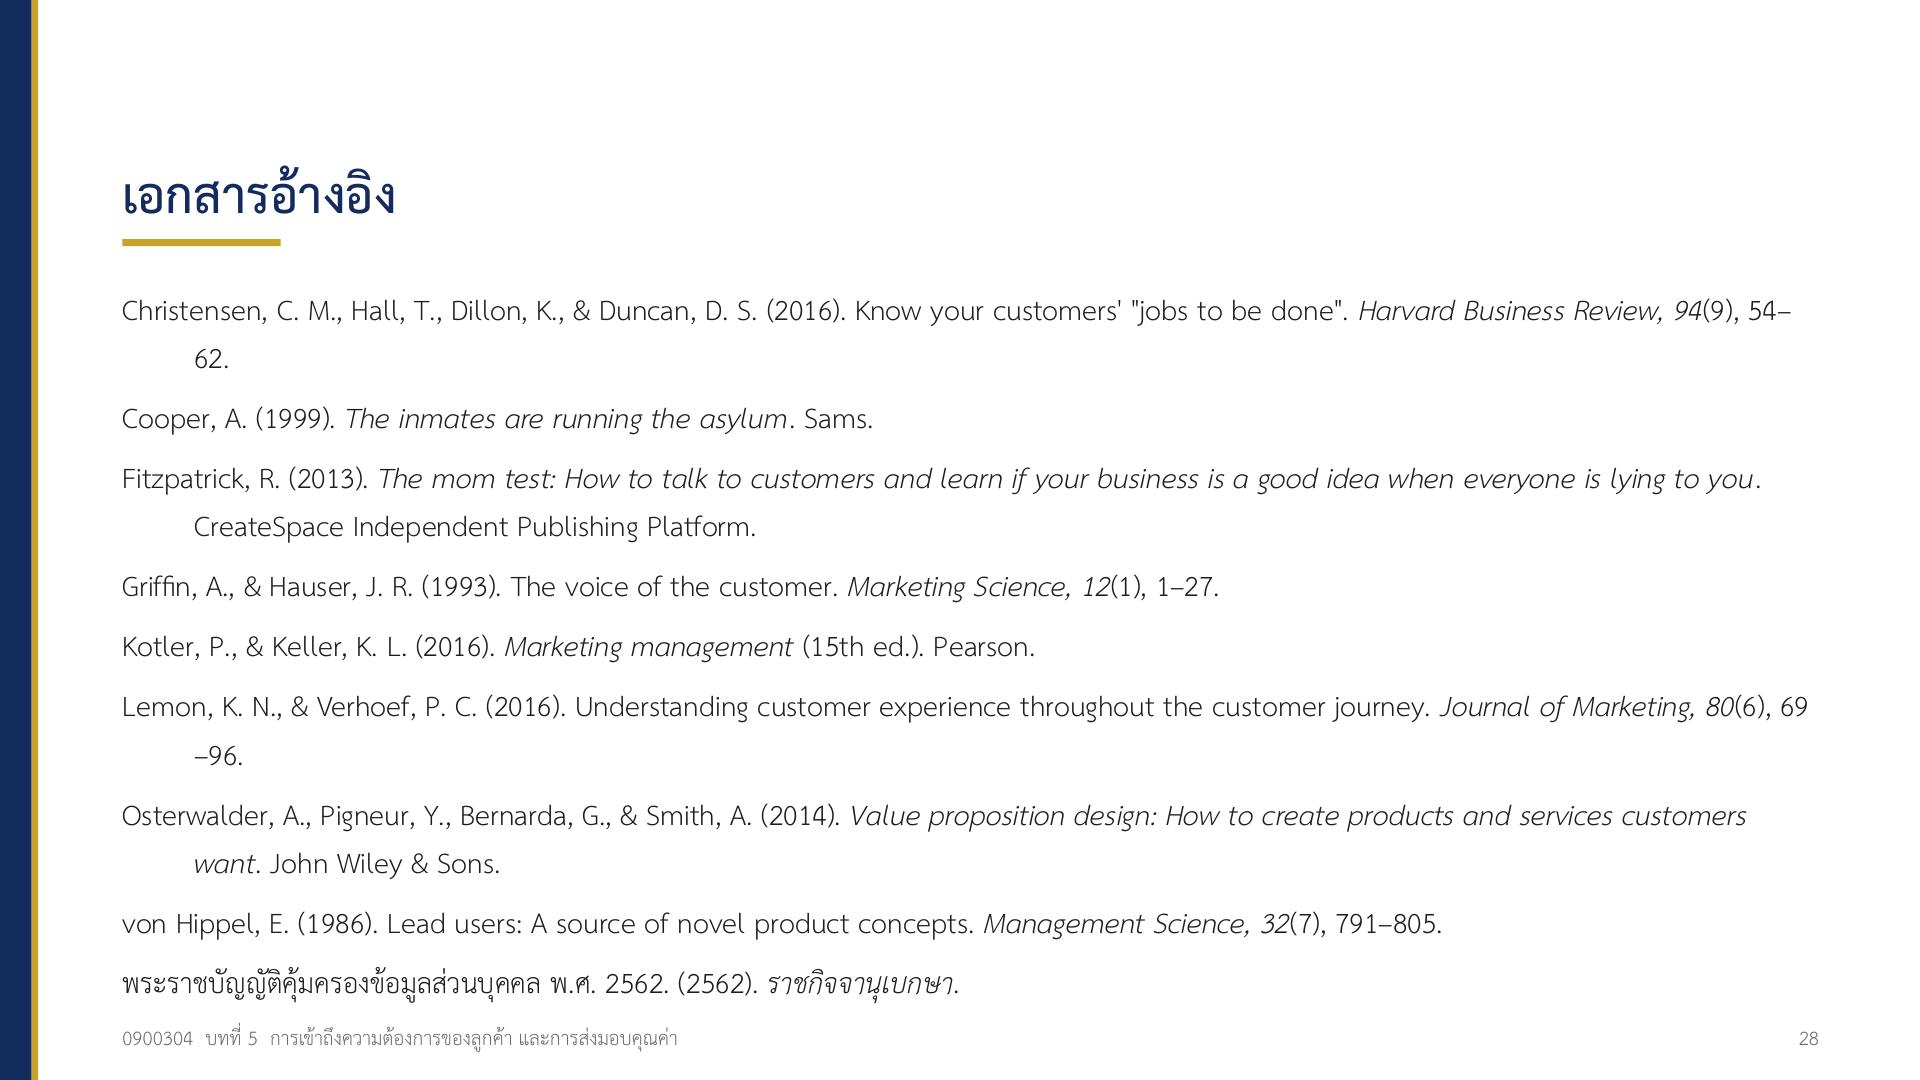 เอกสารอ้างอิง
Christensen, C. M., Hall, T., Dillon, K., & Duncan, D. S. (2016). Know your customers' "jobs to be done". Harvard Business Review, 94(9), 54–
62.
Cooper, A. (1999). The inmates are running the asylum. Sams.
Fitzpatrick, R. (2013). The mom test: How to talk to customers and learn if your business is a good idea when everyone is lying to you.
CreateSpace Independent Publishing Platform.
Griffin, A., & Hauser, J. R. (1993). The voice of the customer. Marketing Science, 12(1), 1–27.
Kotler, P., & Keller, K. L. (2016). Marketing management (15th ed.). Pearson.
Lemon, K. N., & Verhoef, P. C. (2016). Understanding customer experience throughout the customer journey. Journal of Marketing, 80(6), 69
–96.
Osterwalder, A., Pigneur, Y., Bernarda, G., & Smith, A. (2014). Value proposition design: How to create products and services customers
want. John Wiley & Sons.
von Hippel, E. (1986). Lead users: A source of novel product concepts. Management Science, 32(7), 791–805.
พระราชบัญญัติคุ้มครองข้อมูลส่วนบุคคล พ.ศ. 2562. (2562). ราชกิจจานุเบกษา.
0900304 บทที่ 5 การเข้าถึงความต้องการของลูกค้า และการส่งมอบคุณค่า
28